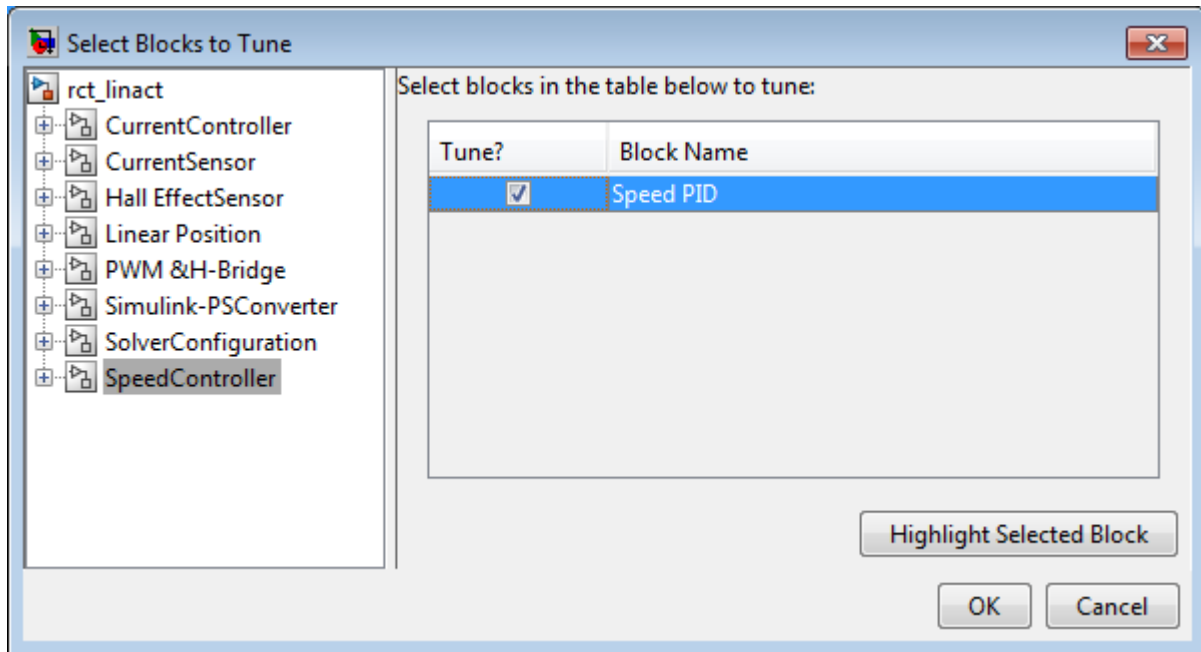 Select Blocks to Tune
rct_linact
CurrentController
CurrentSensor
Hall EffectSensor
Linear Position
PWM &H-Bridge
Simulink-PSConverter
SolverConfiguration
SpeedController
Select blocks in the table below to tune:
Tune? Block Name
Speed PID
Highlight Selected Block
OK Cancel